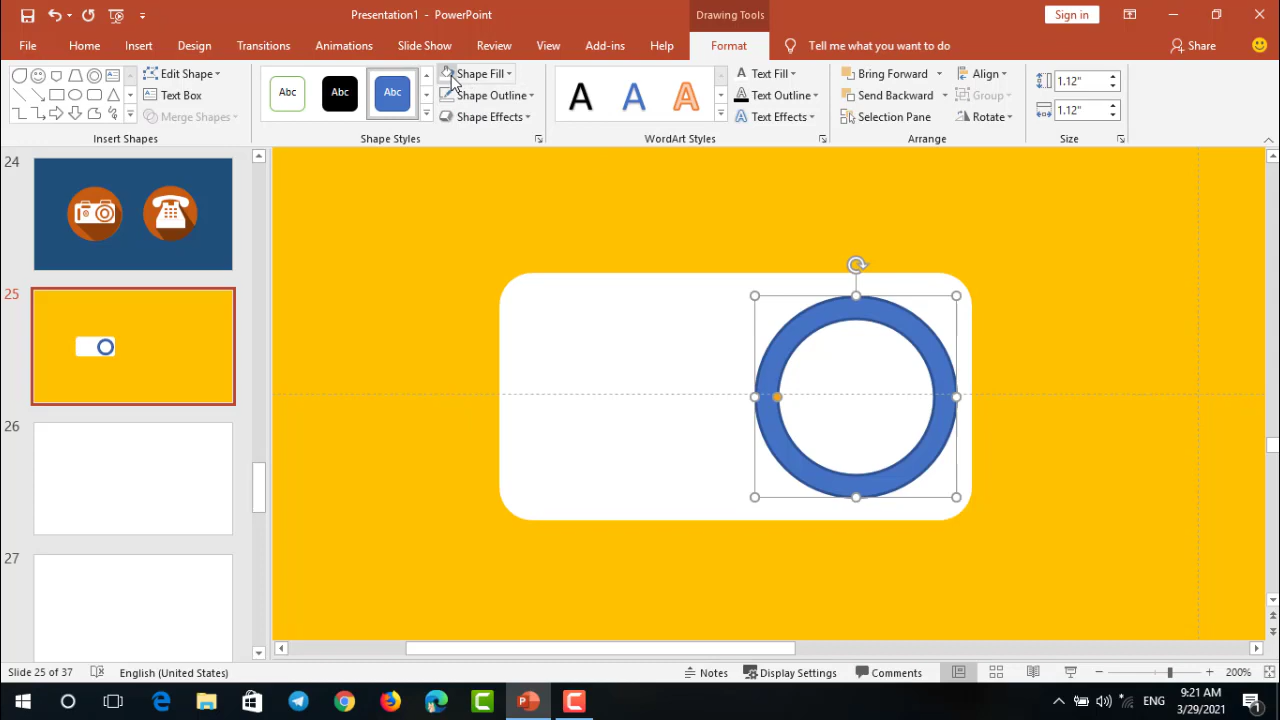 Presentation1 - PowerPoint
Drawing Tools
Sign in
File Home Insert Design Transitions Animations Slide Show Review View Add-ins Help Format Tell me what you want to do Share
Edit Shape
Text Box
Merge Shapes
Insert Shapes
Abc Abc Abc
Shape Fill
Shape Outline
Shape Effects
Shape Styles
A A A
Text Fill
Text Outline
Text Effects
WordArt Styles
Bring Forward
Send Backward
Selection Pane
Align
Group
Rotate
Arrange
1.12"
1.12"
Size
24
25
26
27
Slide 25 of 37 English (United States) Notes Display Settings Comments 200%
ENG
9:21 AM
3/29/2021